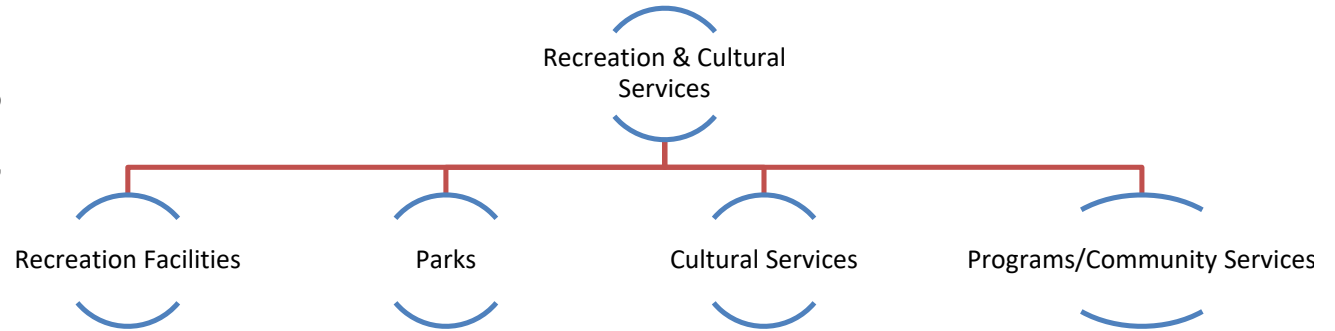 Recreation & Cultural
Services
Recreation Facilities
Parks
Cultural Services
Programs/Community Services